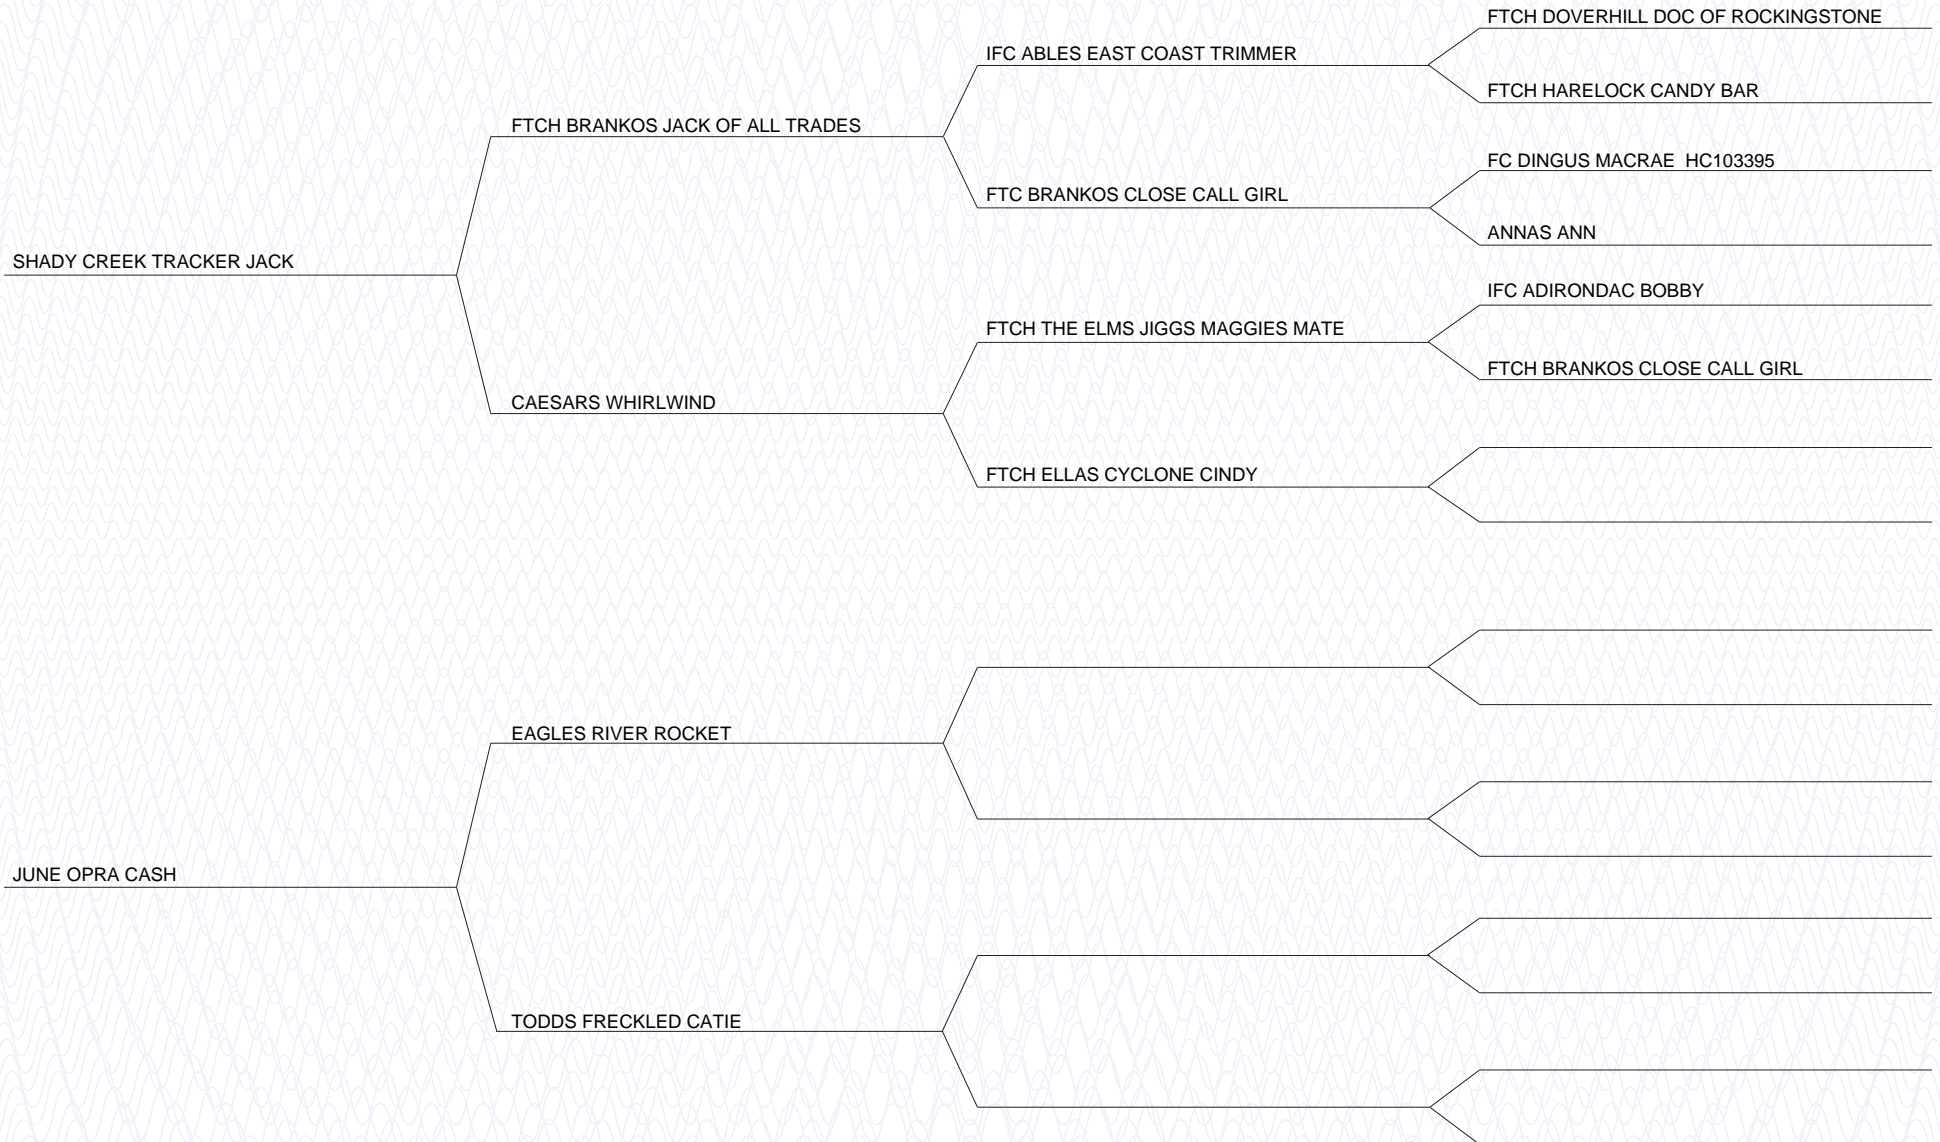 FTCH DOVERHILL DOC OF ROCKINGSTONE
IFC ABLES EAST COAST TRIMMER
FTCH HARELOCK CANDY BAR
FTCH BRANKOS JACK OF ALL TRADES
FC DINGUS MACRAE  HC103395
FTC BRANKOS CLOSE CALL GIRL
ANNAS ANN
SHADY CREEK TRACKER JACK
IFC ADIRONDAC BOBBY
FTCH THE ELMS JIGGS MAGGIES MATE
FTCH BRANKOS CLOSE CALL GIRL
CAESARS WHIRLWIND
FTCH ELLAS CYCLONE CINDY
EAGLES RIVER ROCKET
JUNE OPRA CASH
TODDS FRECKLED CATIE